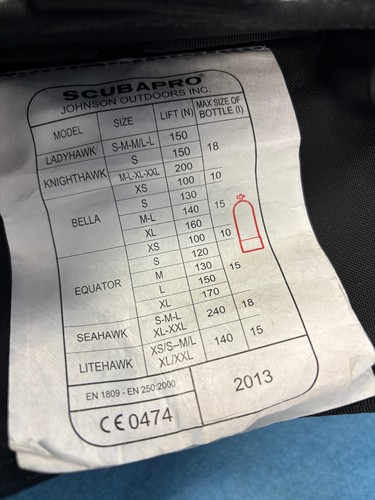 SCUBAPRO®
JOHNSON OUTDOORS INC.
MODEL SIZE LIFT (N) MAX SIZE OF BOTTLE (l)
LADYHAWK S-M-M/L-L 150 18
KNIGHTHAWK S 150
M-L-XL-XXL 200
BELLA XS 100 10
S 130 15
M-L 140
XL 160
EQUATOR XS 100 10
S 120 15
M 130
L 150
XL 170
SEAHAWK S-M-L XL-XXL 240 18
LITEHAWK XS/S--M/L XL/XXL 140 15
EN 1809 - EN 250:2000 2013
CE0474